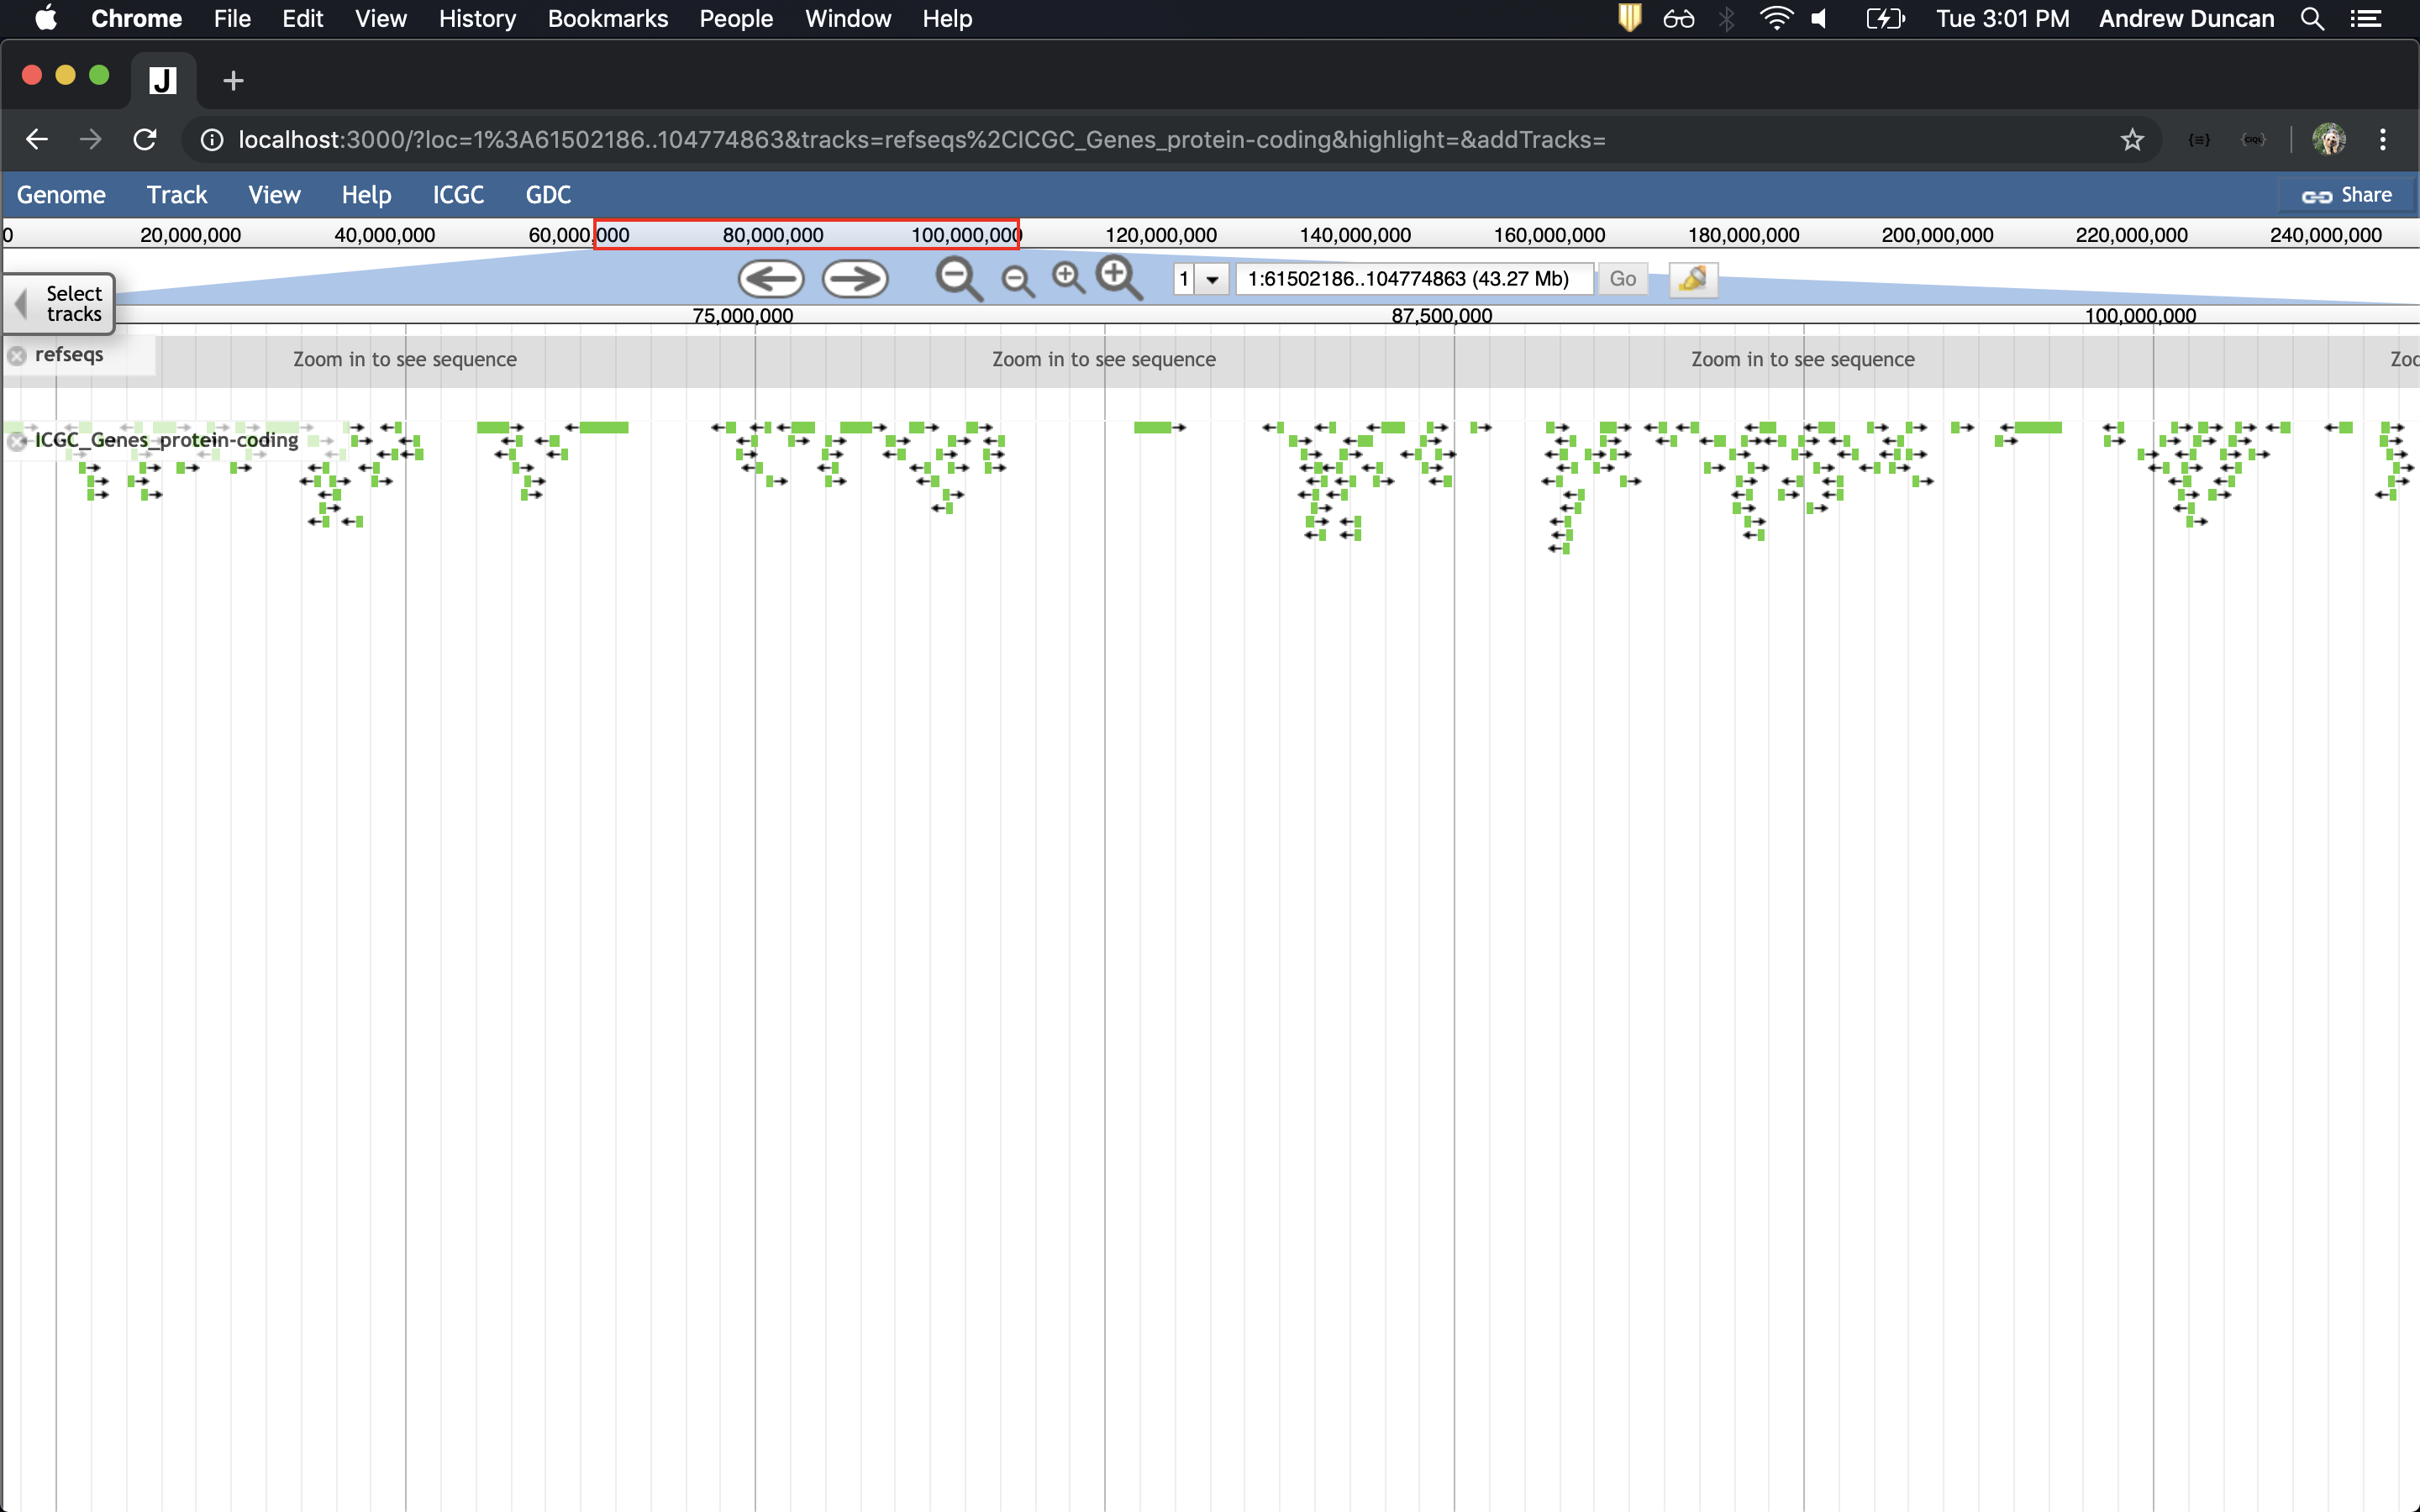 Chrome File Edit View History Bookmarks People Window Help Tue 3:01 PM Andrew Duncan
J
localhost:3000/?loc=1%3A61502186..104774863&tracks=refseqs%2CICGC_Genes_protein-coding&highlight=&addTracks=
Genome Track View Help ICGC GDC Share
0 20,000,000 40,000,000 60,000,000 80,000,000 100,000,000 120,000,000 140,000,000 160,000,000 180,000,000 200,000,000 220,000,000 240,000,000
Select
tracks
1 1:61502186..104774863 (43.27 Mb) Go
75,000,000 87,500,000 100,000,000
refseqs Zoom in to see sequence Zoom in to see sequence Zoom in to see sequence Zoo
ICGC_Genes_protein-coding